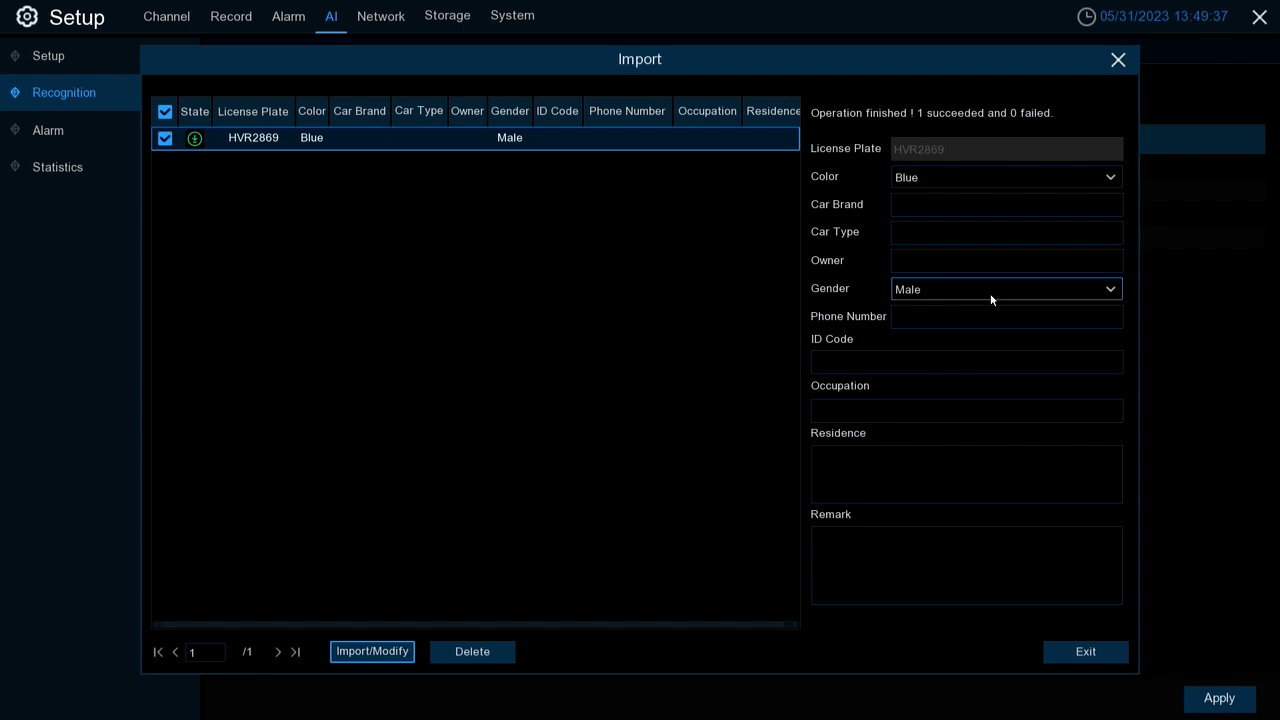 Setup Channel Record Alarm AI Network Storage System 05/31/2023 13:49:37
Setup
Recognition
Alarm
Statistics
Import
State License Plate Color Car Brand Car Type Owner Gender ID Code Phone Number Occupation Residence
HVR2869 Blue Male
Operation finished ! 1 succeeded and 0 failed.
License Plate HVR2869
Color Blue
Car Brand
Car Type
Owner
Gender Male
Phone Number
ID Code
Occupation
Residence
Remark
1 /1 Import/Modify Delete Exit
Apply